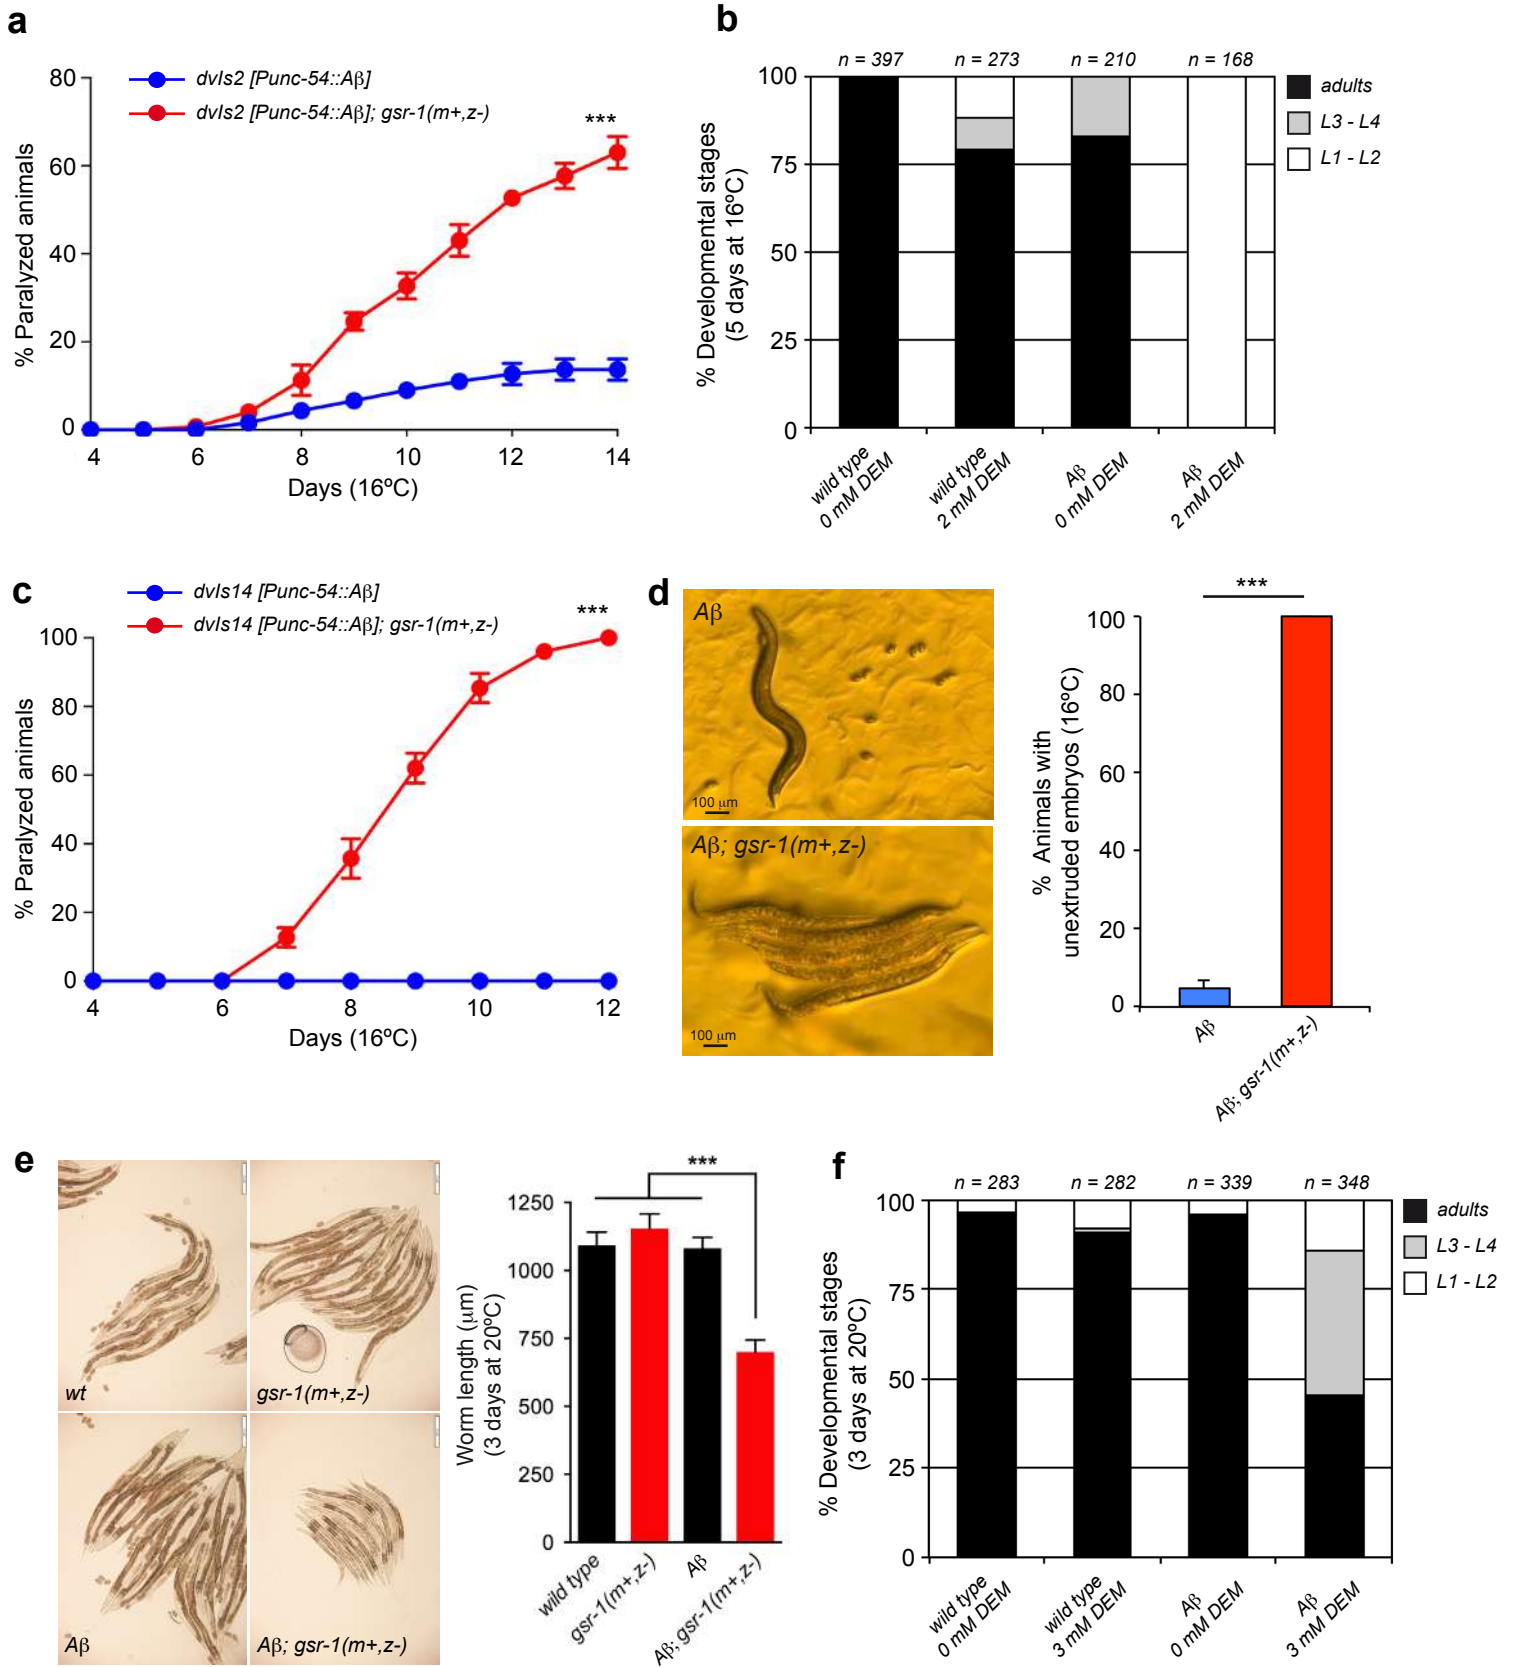 a
dvIs2 [Punc-54::Aβ]
dvIs2 [Punc-54::Aβ]; gsr-1(m+,z-)
***
% Paralyzed animals
80
60
40
20
0
4 6 8 10 12 14
Days (16ºC)
b
n = 397 n = 273 n = 210 n = 168
adults
L3 - L4
L1 - L2
% Developmental stages
(5 days at 16ºC)
100
75
50
25
0
wild type
0 mM DEM
wild type
2 mM DEM
Aβ
0 mM DEM
Aβ
2 mM DEM
c
dvIs14 [Punc-54::Aβ]
dvIs14 [Punc-54::Aβ]; gsr-1(m+,z-)
***
% Paralyzed animals
100
80
60
40
20
0
4 6 8 10 12
Days (16ºC)
d
Aβ
100 µm
Aβ; gsr-1(m+,z-)
100 µm
***
% Animals with
unextruded embryos (16ºC)
100
80
60
40
20
0
Aβ
Aβ; gsr-1(m+,z-)
e
wt
gsr-1(m+,z-)
Aβ
Aβ; gsr-1(m+,z-)
***
Worm length (µm)
(3 days at 20ºC)
1250
1000
750
500
250
0
wild type
gsr-1(m+,z-)
Aβ
Aβ; gsr-1(m+,z-)
f
n = 283 n = 282 n = 339 n = 348
adults
L3 - L4
L1 - L2
% Developmental stages
(3 days at 20ºC)
100
75
50
25
0
wild type
0 mM DEM
wild type
3 mM DEM
Aβ
0 mM DEM
Aβ
3 mM DEM